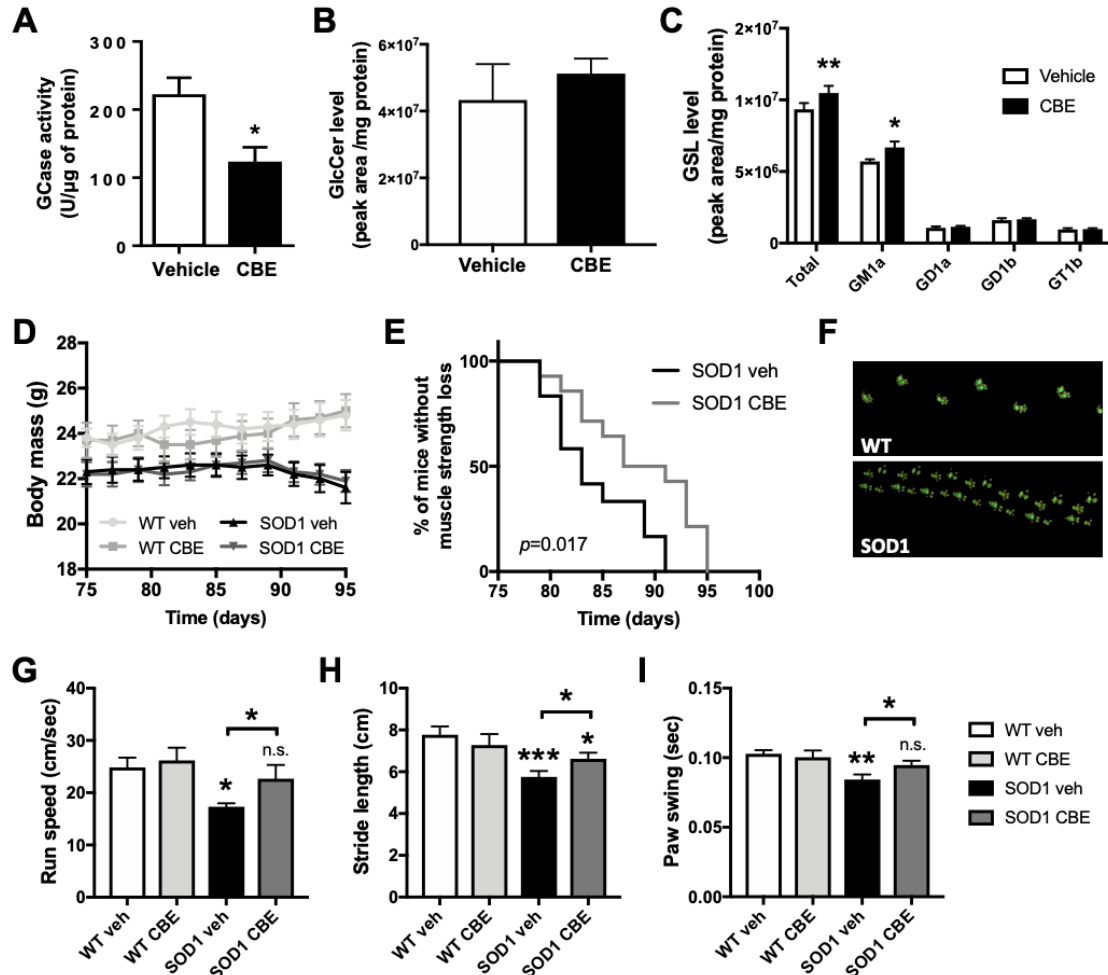 A
GCase activity
(U/µg of protein)
300
200
100
0
*
Vehicle
CBE
B
GlcCer level
(peak area /mg protein)
6×10⁷
4×10⁷
2×10⁷
0
Vehicle
CBE
C
GSL level
(peak area/mg protein)
2×10⁷
1×10⁷
5×10⁶
0
**
*
Vehicle
CBE
Total
GM1a
GD1a
GD1b
GT1b
D
Body mass (g)
28
26
24
22
20
18
WT veh
SOD1 veh
WT CBE
SOD1 CBE
75
80
85
90
95
Time (days)
E
% of mice without
muscle strength loss
100
50
0
SOD1 veh
SOD1 CBE
p=0.017
75
80
85
90
95
100
Time (days)
F
WT
SOD1
G
Run speed (cm/sec)
40
30
20
10
0
*
*
n.s.
WT veh
WT CBE
SOD1 veh
SOD1 CBE
H
Stride length (cm)
10
8
6
4
2
0
*
***
*
WT veh
WT CBE
SOD1 veh
SOD1 CBE
I
Paw swing (sec)
0.15
0.10
0.05
0.00
*
**
n.s.
WT veh
WT CBE
SOD1 veh
SOD1 CBE
WT veh
WT CBE
SOD1 veh
SOD1 CBE